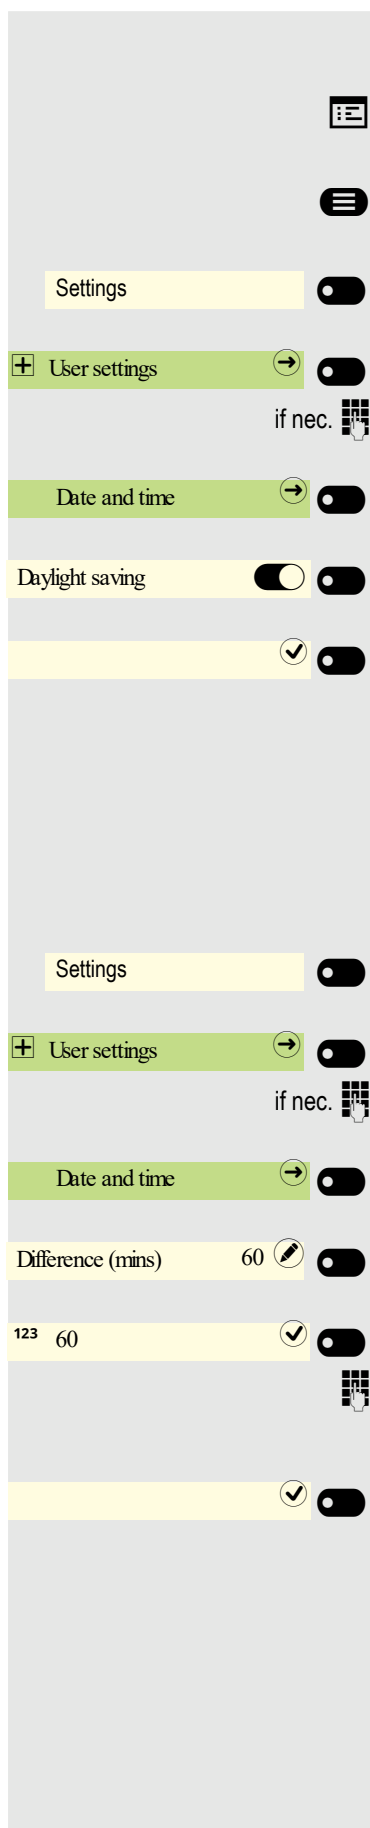 Settings
User settings
if nec.
Date and time
Daylight saving
Settings
User settings
if nec.
Date and time
Difference (mins) 60
123 60